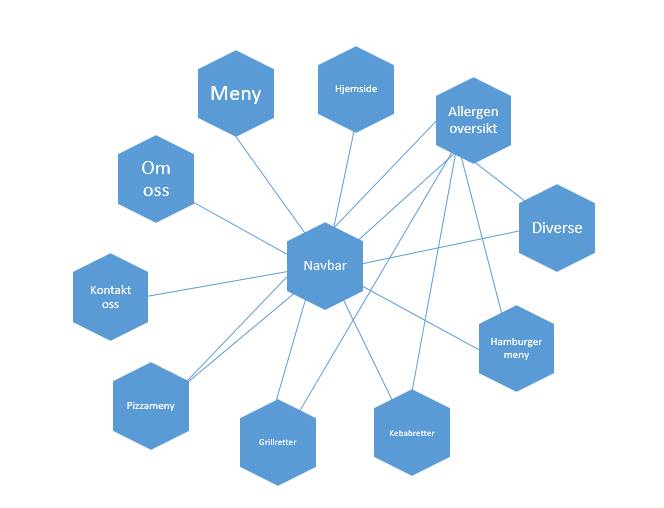 Meny
Hjemside
Allergen
oversikt
Om
oss
Diverse
Navbar
Kontakt
oss
Hamburger
meny
Pizzameny
Grillretter
Kebabretter